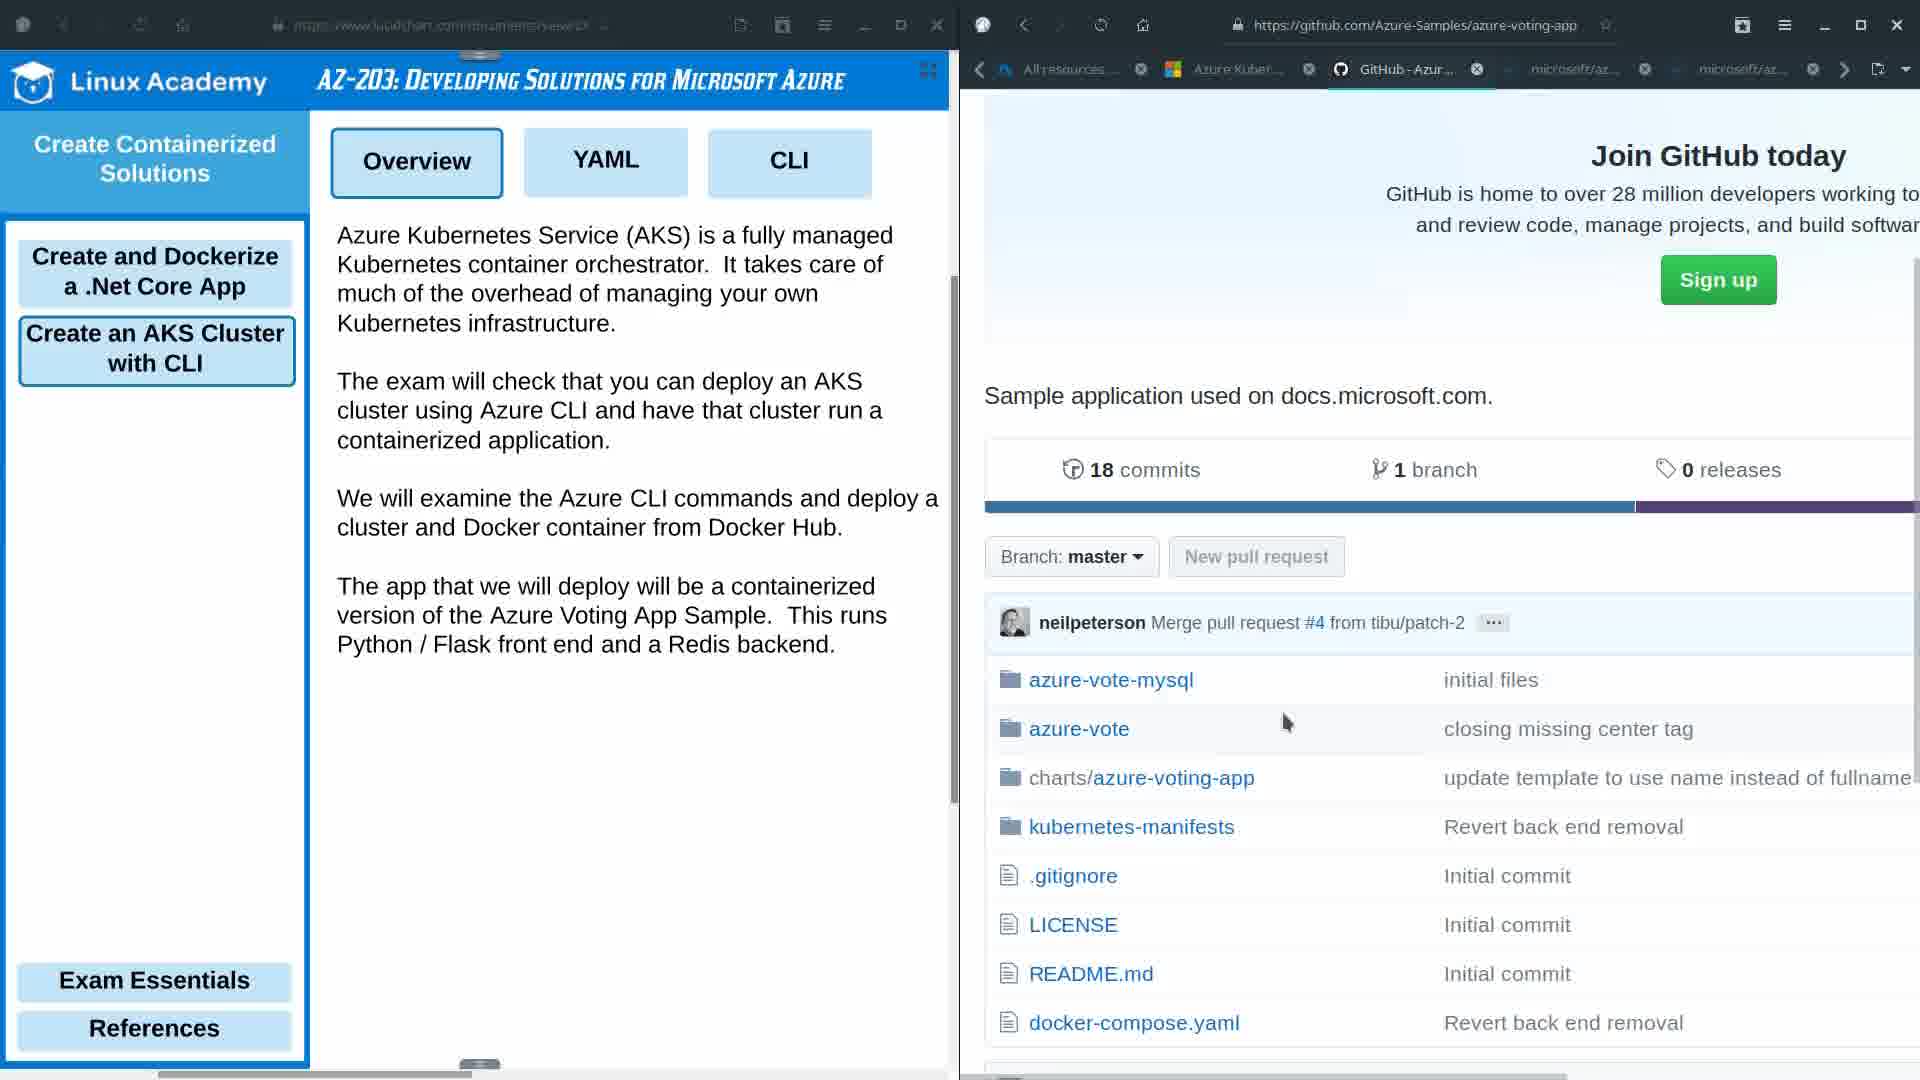 https://www.lucidchart.com/documents/view/2
Linux Academy
AZ-203: Developing Solutions for Microsoft Azure
Create Containerized
Solutions
Create and Dockerize
a .Net Core App
Create an AKS Cluster
with CLI
Exam Essentials
References
Overview
YAML
CLI
Azure Kubernetes Service (AKS) is a fully managed
Kubernetes container orchestrator.  It takes care of
much of the overhead of managing your own
Kubernetes infrastructure.
The exam will check that you can deploy an AKS
cluster using Azure CLI and have that cluster run a
containerized application.
We will examine the Azure CLI commands and deploy a
cluster and Docker container from Docker Hub.
The app that we will deploy will be a containerized
version of the Azure Voting App Sample.  This runs
Python / Flask front end and a Redis backend.
https://github.com/Azure-Samples/azure-voting-app
All resources...
Azure Kuber...
GitHub - Azur...
microsoft/az...
microsoft/az...
Join GitHub today
GitHub is home to over 28 million developers working to
and review code, manage projects, and build softwar
Sign up
Sample application used on docs.microsoft.com.
18 commits
1 branch
0 releases
Branch: master
New pull request
neilpeterson Merge pull request #4 from tibu/patch-2 ...
azure-vote-mysql initial files
azure-vote closing missing center tag
charts/azure-voting-app update template to use name instead of fullname
kubernetes-manifests Revert back end removal
.gitignore Initial commit
LICENSE Initial commit
README.md Initial commit
docker-compose.yaml Revert back end removal